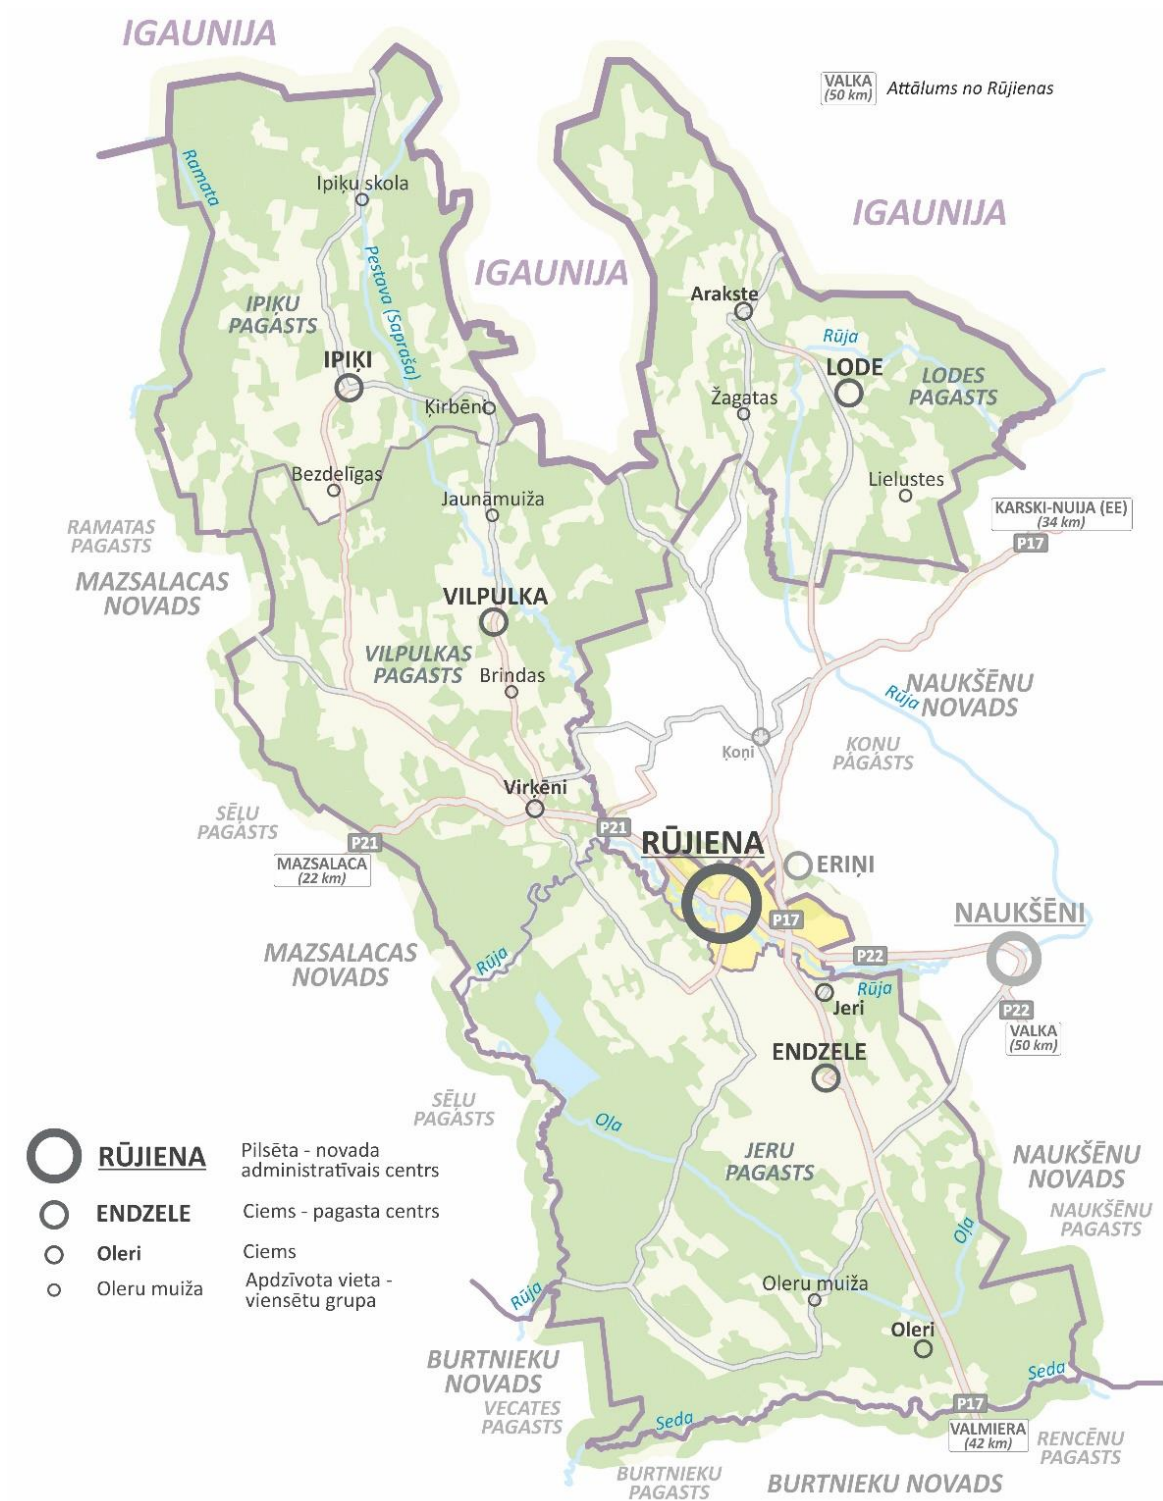 IGAUNIJA
VALKA
(50 km)
Attālums no Rūjienas
Ramata
Ipiķu skola
IGAUNIJA
IGAUNIJA
Pestava (Sapraša)
Arakste
IPIĶU
PAGASTS
Rūja
IPIĶI
LODE
LODES
PAGASTS
Ķirbēni
Žagatas
Bezdelīgas
Lielustes
Jaunāmuiža
KARSKI-NUIJA (EE)
(34 km)
P17
RAMATAS
PAGASTS
MAZSALACAS
NOVADS
VILPULKA
VILPULKAS
PAGASTS
Brindas
Rūja
NAUKŠĒNU
NOVADS
Ķoņi
KOŅU
PAGASTS
Virķēni
SĒĻU
PAGASTS
P21
P21
MAZSALACA
(22 km)
RŪJIENA
ERIŅI
P17
NAUKŠĒNI
MAZSALACAS
NOVADS
Rūja
P22
Rūja
Jeri
P22
VALKA
(50 km)
ENDZELE
SĒĻU
PAGASTS
Oļa
JERU
PAGASTS
NAUKŠĒNU
NOVADS
NAUKŠĒNU
PAGASTS
Oļa
RŪJIENA
Pilsēta - novada
administratīvais centrs
ENDZELE
Ciems - pagasta centrs
Oleri
Ciems
Oleru muiža
Apdzīvota vieta -
viensētu grupa
Rūja
Oleru muiža
Oleri
BURTNIEKU
NOVADS
VECATES
PAGASTS
Seda
Seda
P17
VALMIERA
(42 km)
RENCĒNU
PAGASTS
BURTNIEKU
PAGASTS
BURTNIEKU NOVADS